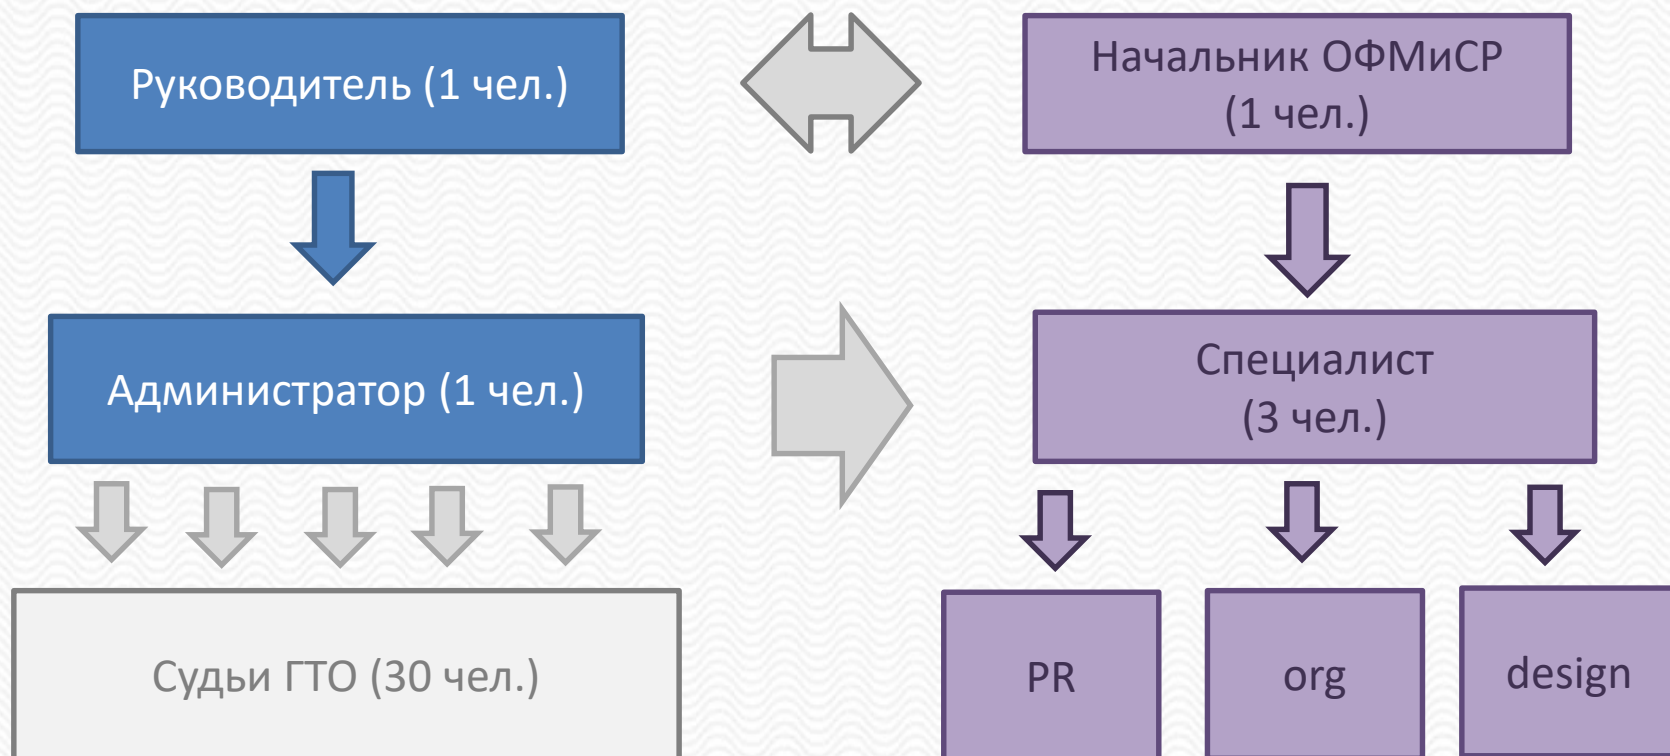 Руководитель (1 чел.)
Начальник ОФМиСР
(1 чел.)
Администратор (1 чел.)
Специалист
(3 чел.)
Судьи ГТО (30 чел.)
PR
org
design